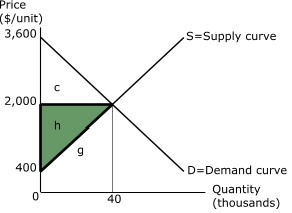 Price
($/unit)
3,600
S=Supply curve
c
2,000
h
g
400
D=Demand curve
0
40
Quantity
(thousands)